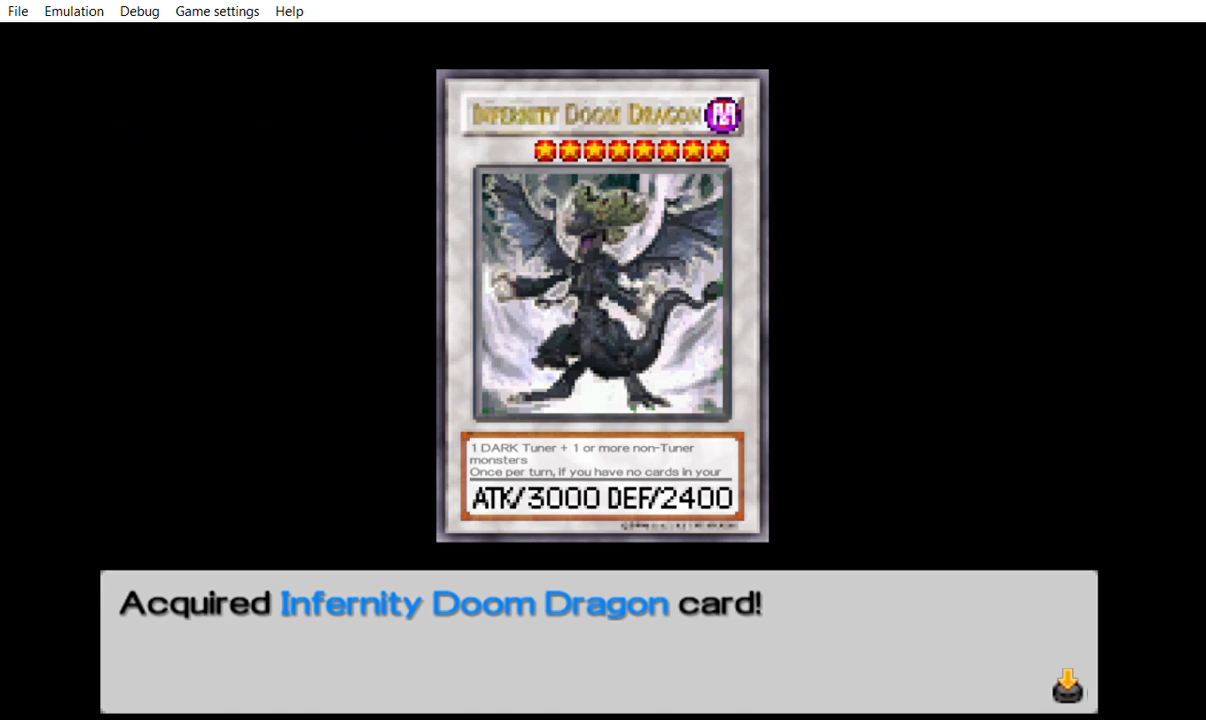 File Emulation Debug Game settings Help
INFERNITY DOOM DRAGON
1 DARK Tuner + 1 or more non-Tuner
monsters
Once per turn, if you have no cards in your
ATK/3000 DEF/2400
Acquired Infernity Doom Dragon card!